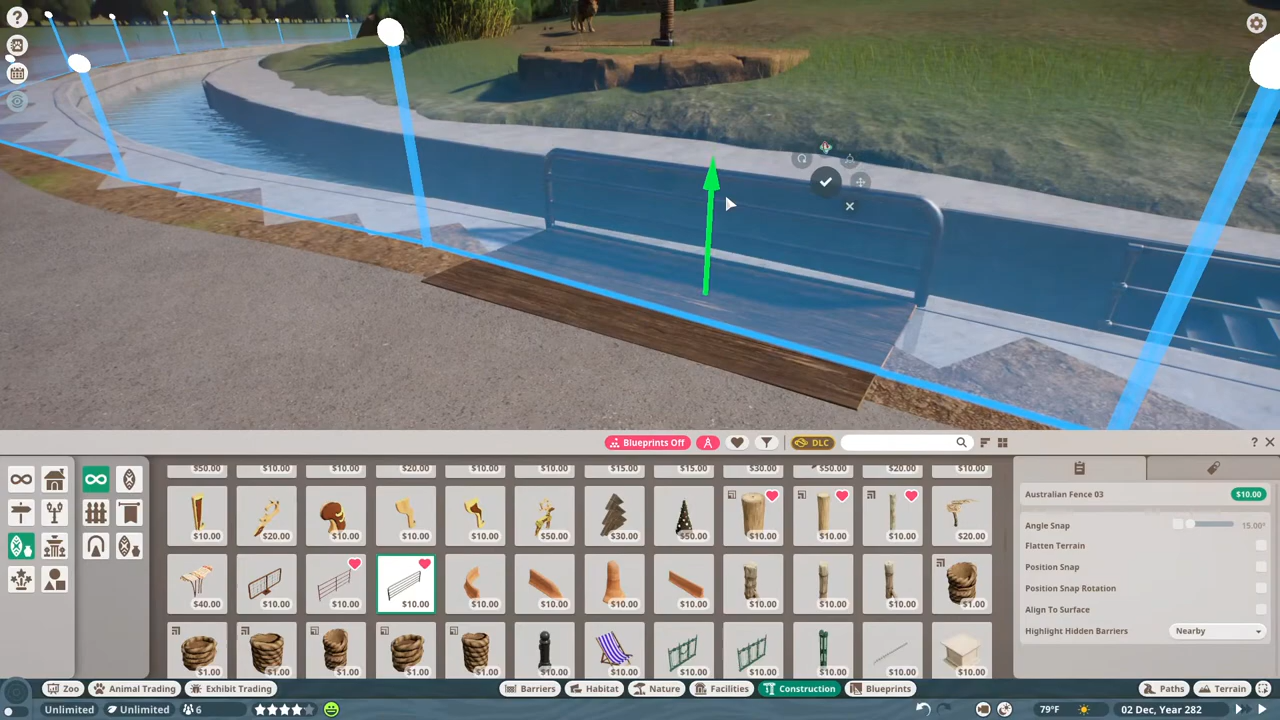 ?
Blueprints Off
DLC
?
$50.00 $10.00 $10.00 $20.00 $10.00 $10.00 $15.00 $15.00 $30.00 $50.00 $20.00 $10.00
$10.00 $20.00 $10.00 $10.00 $10.00 $50.00 $30.00 $50.00 $10.00 $10.00 $10.00 $20.00
$40.00 $10.00 $10.00 $10.00 $10.00 $10.00 $10.00 $10.00 $10.00 $10.00 $10.00 $1.00
$1.00 $1.00 $1.00 $1.00 $1.00 $10.00 $10.00 $10.00 $10.00 $10.00 $10.00 $10.00
Australian Fence 03 $10.00
Angle Snap 15.00°
Flatten Terrain
Position Snap
Position Snap Rotation
Align To Surface
Highlight Hidden Barriers Nearby
Zoo Animal Trading Exhibit Trading Barriers Habitat Nature Facilities Construction Blueprints Paths Terrain
Unlimited Unlimited 6 79°F 02 Dec, Year 282